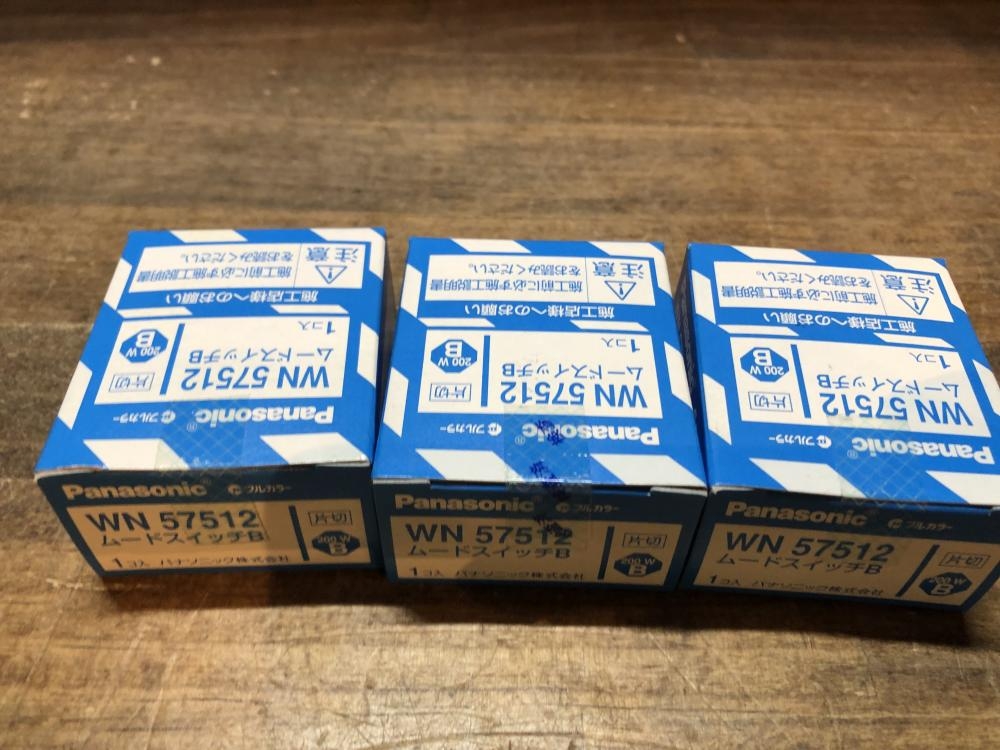 注意
施工前に必ず施工説明書
をお読みください。
施工店様へのお願い
1コ入
200 W
B
ムードスイッチB
WN 57512
片切
Panasonic
フルカラー
Panasonic フルカラー
WN 57512
ムードスイッチB
片切
200 W
B
1コ入 パナソニック株式会社
注意
施工前に必ず施工説明書
をお読みください。
施工店様へのお願い
1コ入
200 W
B
ムードスイッチB
WN 57512
片切
Panasonic®
フルカラー
Panasonic フルカラー
WN 57512
ムードスイッチB
片切
200 W
B
1コ入 パナソニック株式会社
注意
施工前に必ず施工説明書
をお読みください。
施工店様へのお願い
1コ入
200 W
B
ムードスイッチB
WN 57512
片切
Panasonic®
フルカラー
Panasonic フルカラー
WN 57512
ムードスイッチB
片切
200 W
B
1コ入 パナソニック株式会社